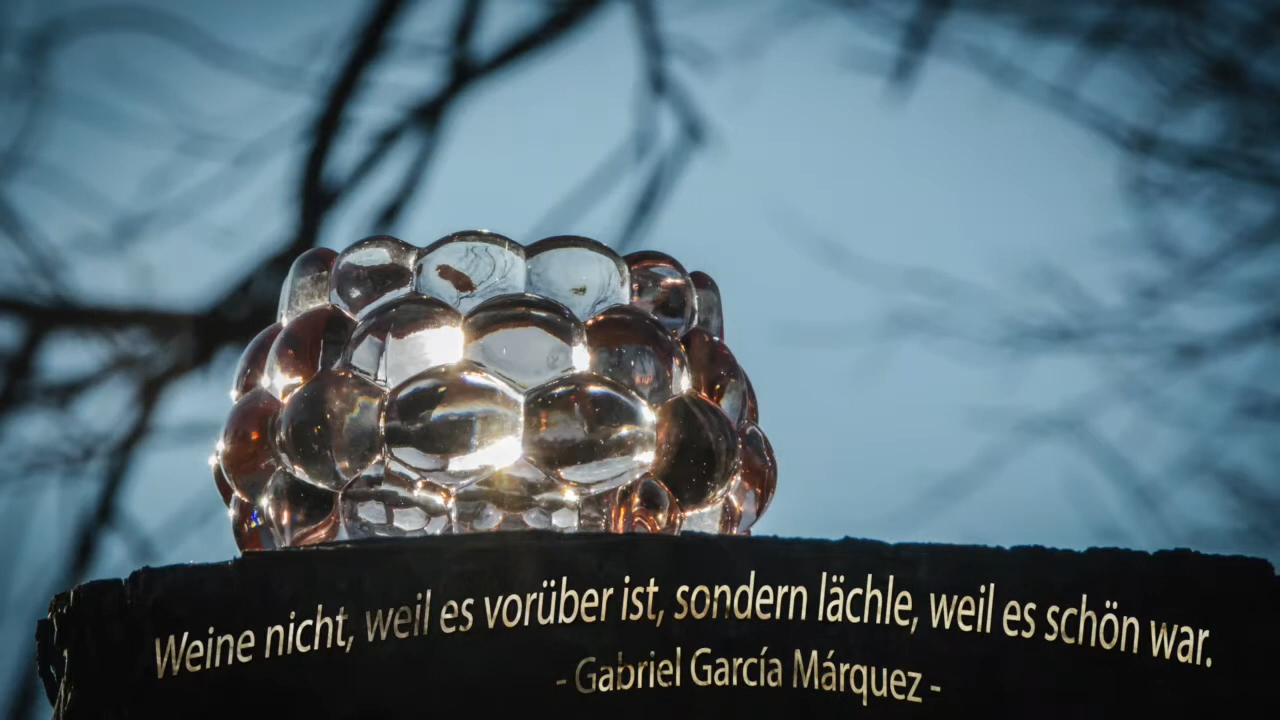 Weine nicht, weil es vorüber ist, sondern lächle, weil es schön war.
- Gabriel García Márquez -